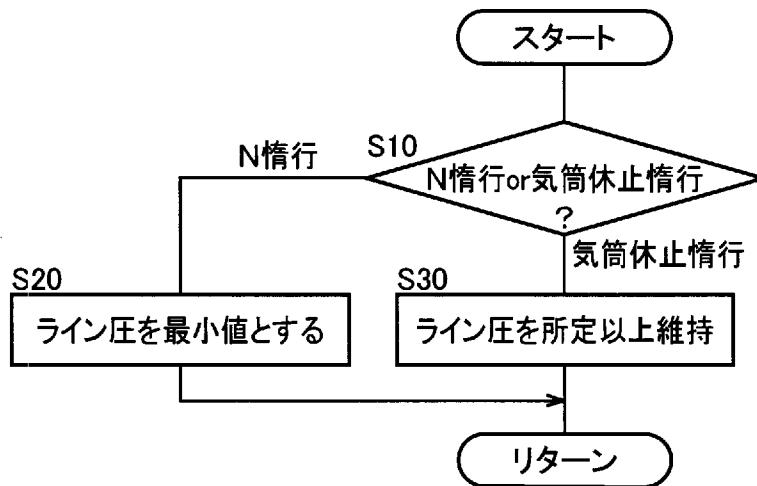 スタート
S10
N惰行
N惰行or気筒休止惰行
?
気筒休止惰行
S20
S30
ライン圧を最小値とする
ライン圧を所定以上維持
リターン